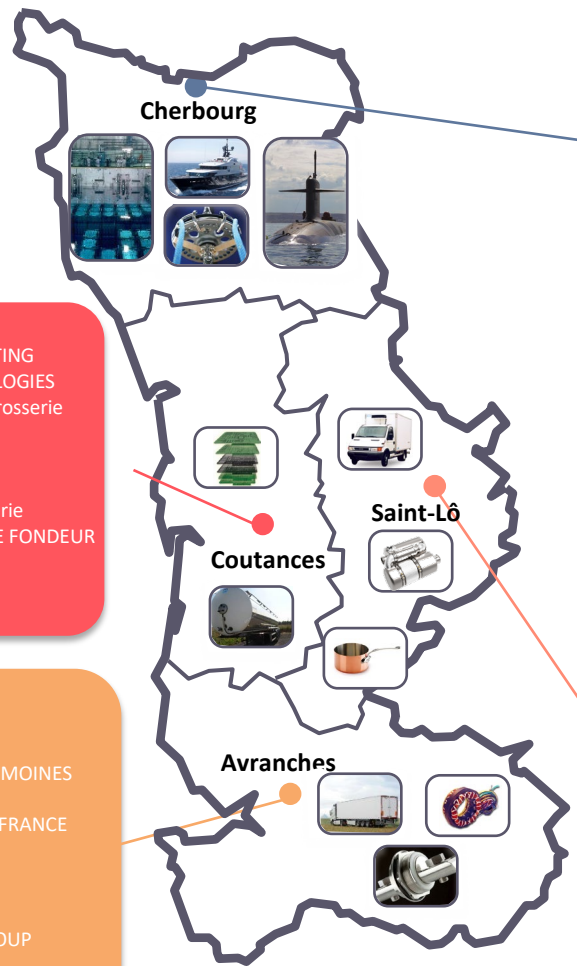 Cherbourg
TING
LOGIES
rosserie
rie
E FONDEUR
Saint-Lô
Coutances
MOINES
FRANCE
OUP
Avranches